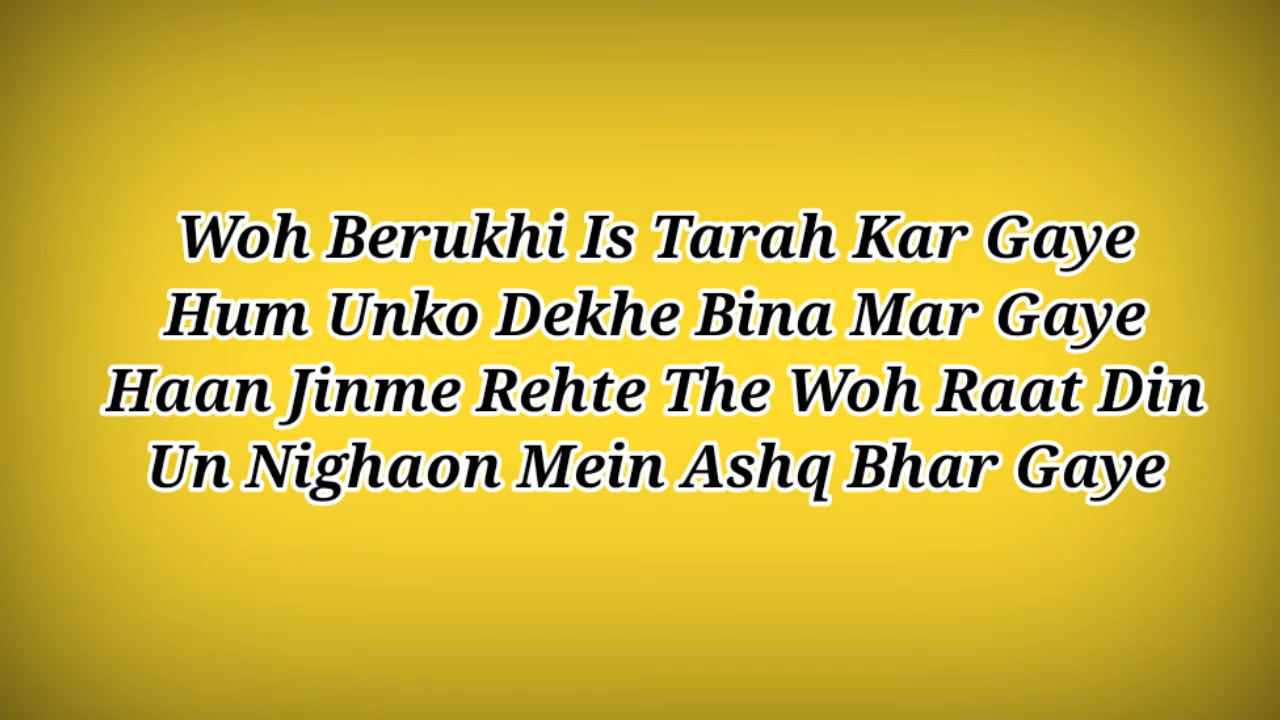 Woh Berukhi Is Tarah Kar Gaye
Hum Unko Dekhe Bina Mar Gaye
Haan Jinme Rehte The Woh Raat Din
Un Nighaon Mein Ashq Bhar Gaye